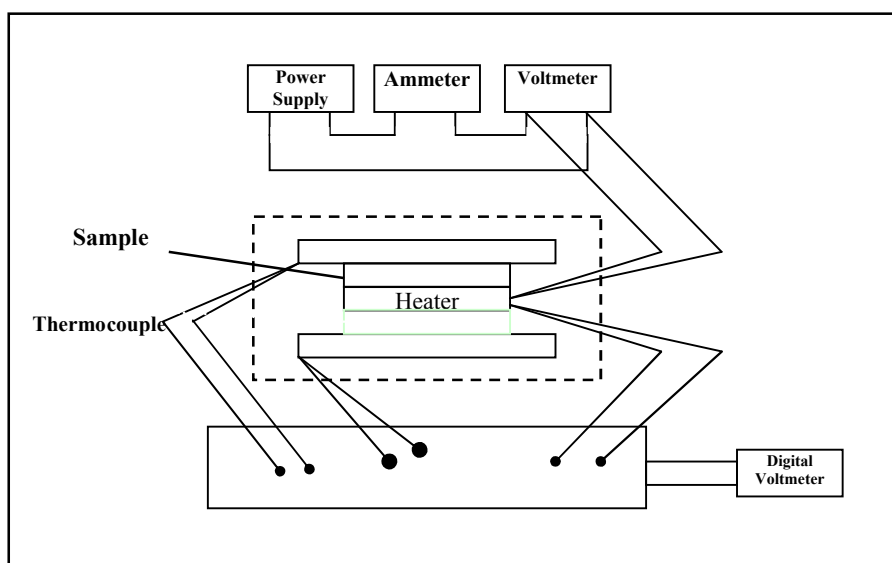 Power
Supply
Ammeter
Voltmeter
Sample
Heater
Thermocouple
Digital
Voltmeter